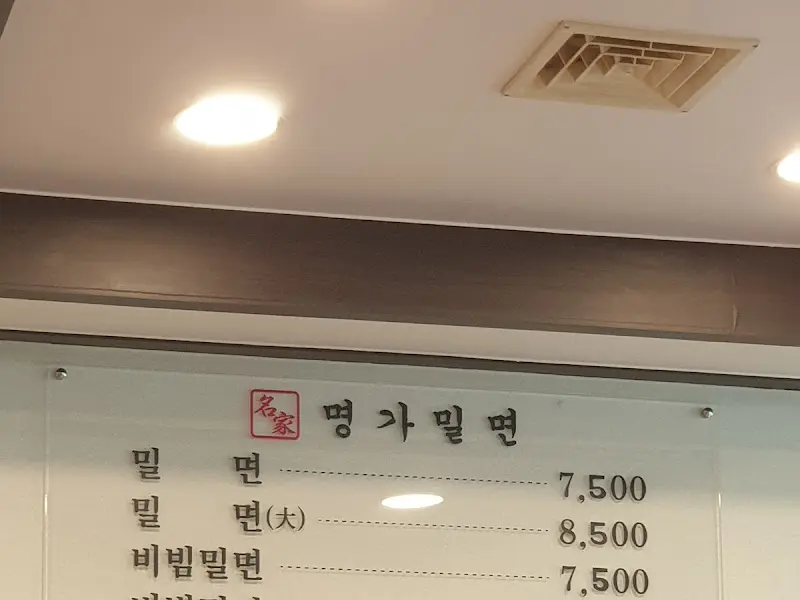 名家 명가밀면
밀 면 7,500
밀 면(大) 8,500
비빔밀면 7,500